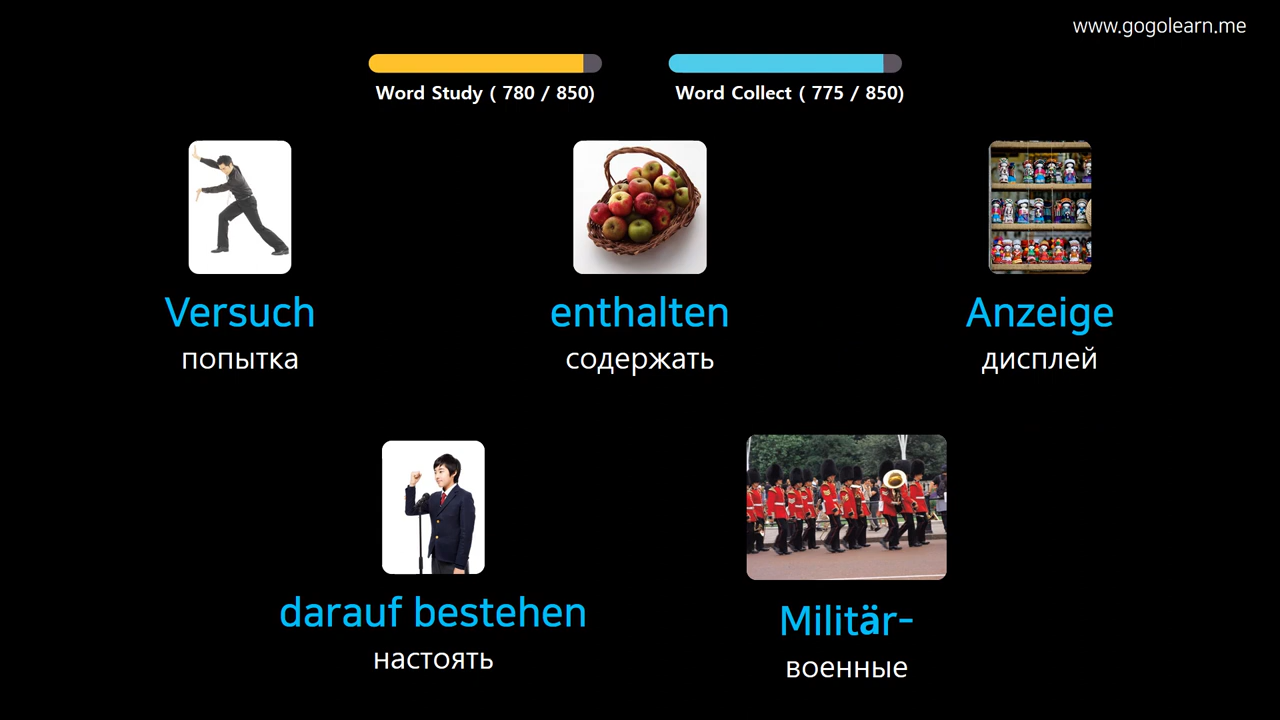 www.gogolearn.me
Word Study ( 780 / 850)
Word Collect ( 775 / 850)
Versuch
попытка
enthalten
содержать
Anzeige
дисплей
darauf bestehen
настоять
Militär-
военные